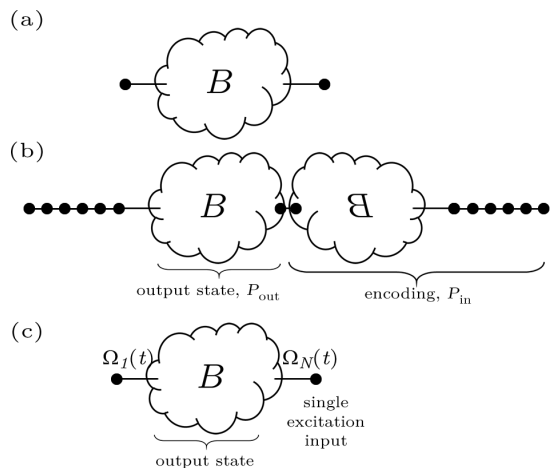 (a)
B
(b)
B
B
output state, P_out
encoding, P_in
(c)
Ω_1(t)
Ω_N(t)
B
single
excitation
input
output state